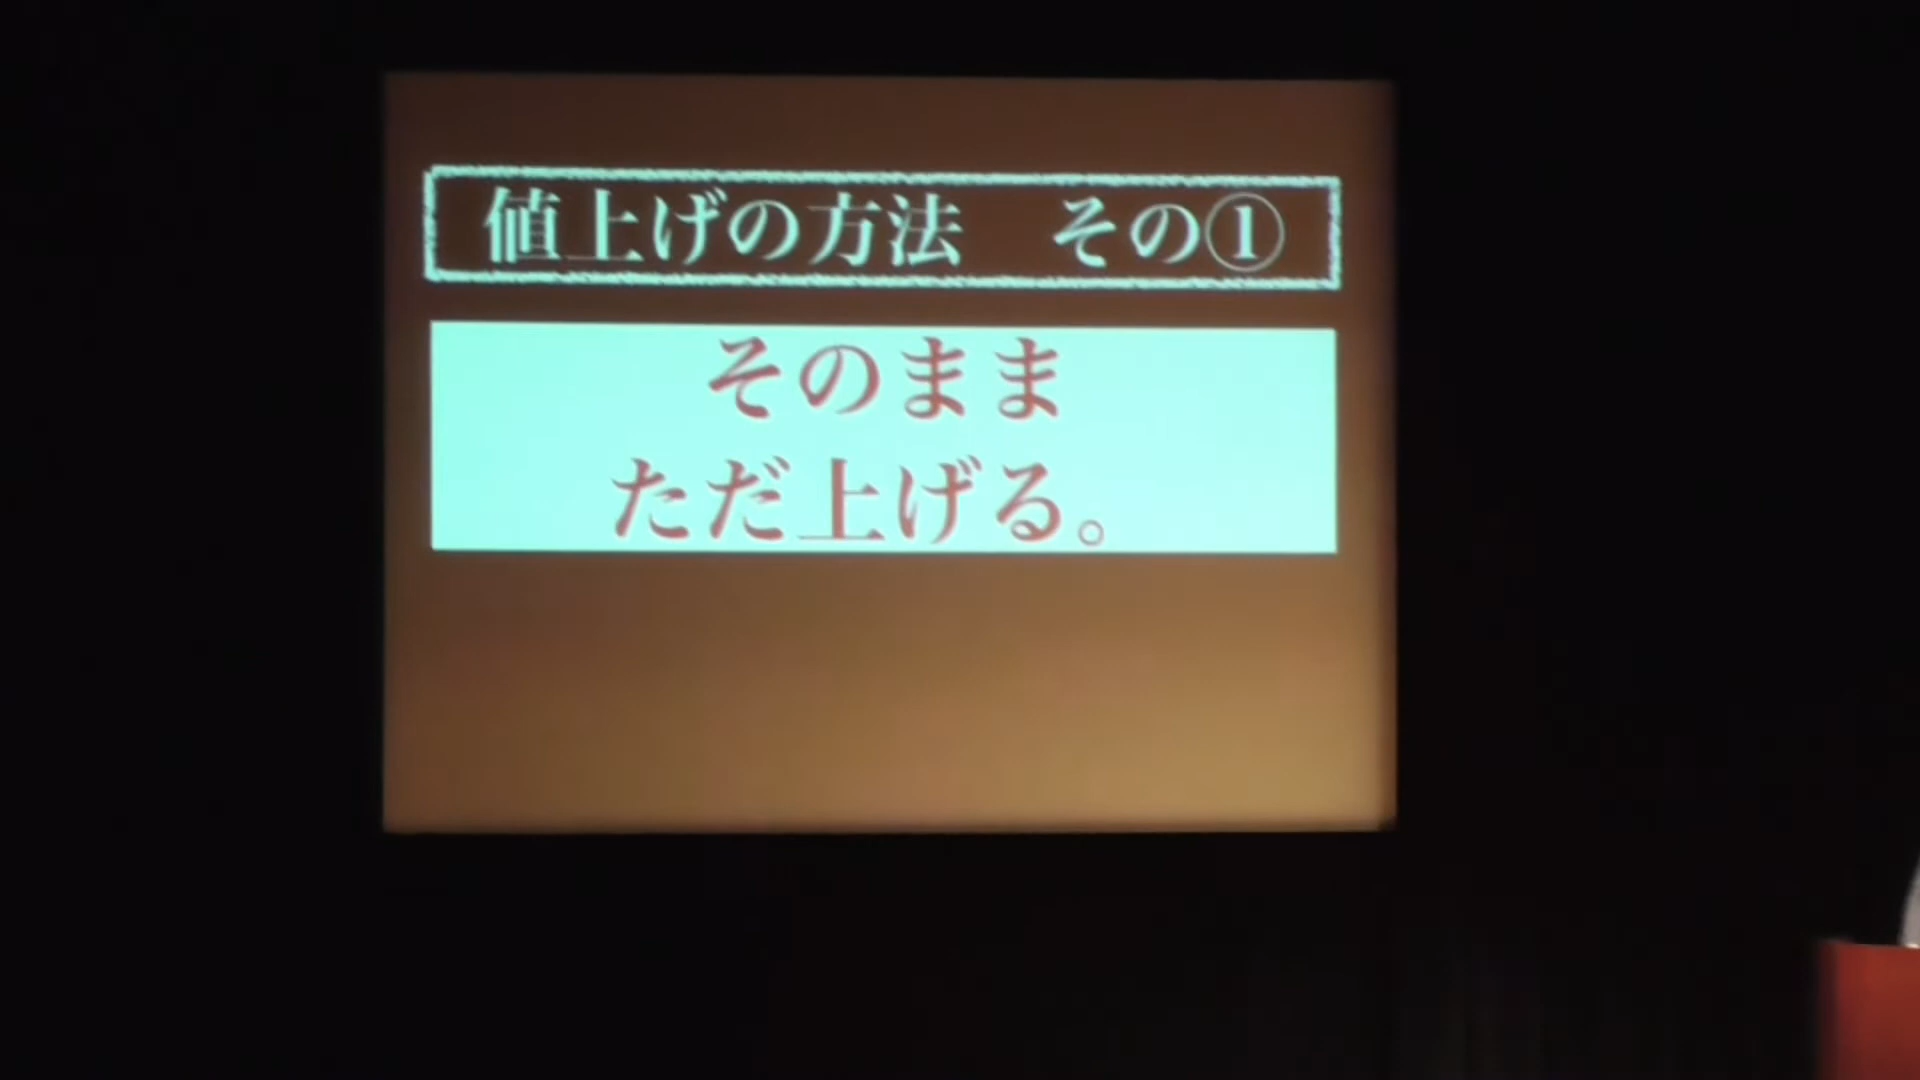 値上げの方法　その①
そのまま
ただ上げる。